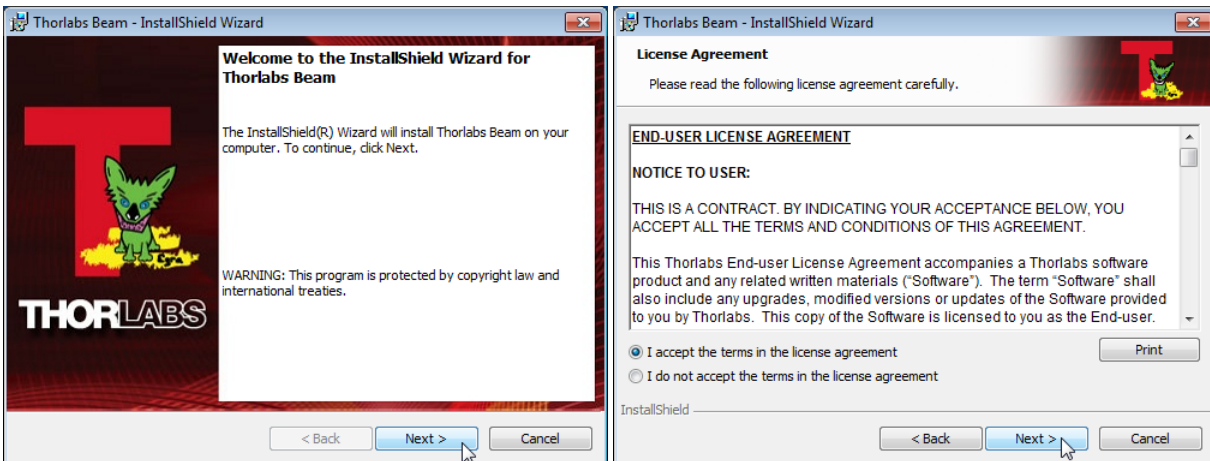 Thorlabs Beam - InstallShield Wizard
Welcome to the InstallShield Wizard for
Thorlabs Beam
The InstallShield(R) Wizard will install Thorlabs Beam on your
computer. To continue, click Next.
WARNING: This program is protected by copyright law and
international treaties.
THORLABS
< Back
Next >
Cancel
Thorlabs Beam - InstallShield Wizard
License Agreement
Please read the following license agreement carefully.
END-USER LICENSE AGREEMENT
NOTICE TO USER:
THIS IS A CONTRACT. BY INDICATING YOUR ACCEPTANCE BELOW, YOU
ACCEPT ALL THE TERMS AND CONDITIONS OF THIS AGREEMENT.
This Thorlabs End-user License Agreement accompanies a Thorlabs software
product and any related written materials (“Software”). The term “Software” shall
also include any upgrades, modified versions or updates of the Software provided
to you by Thorlabs. This copy of the Software is licensed to you as the End-user.
I accept the terms in the license agreement
Print
I do not accept the terms in the license agreement
InstallShield
< Back
Next >
Cancel